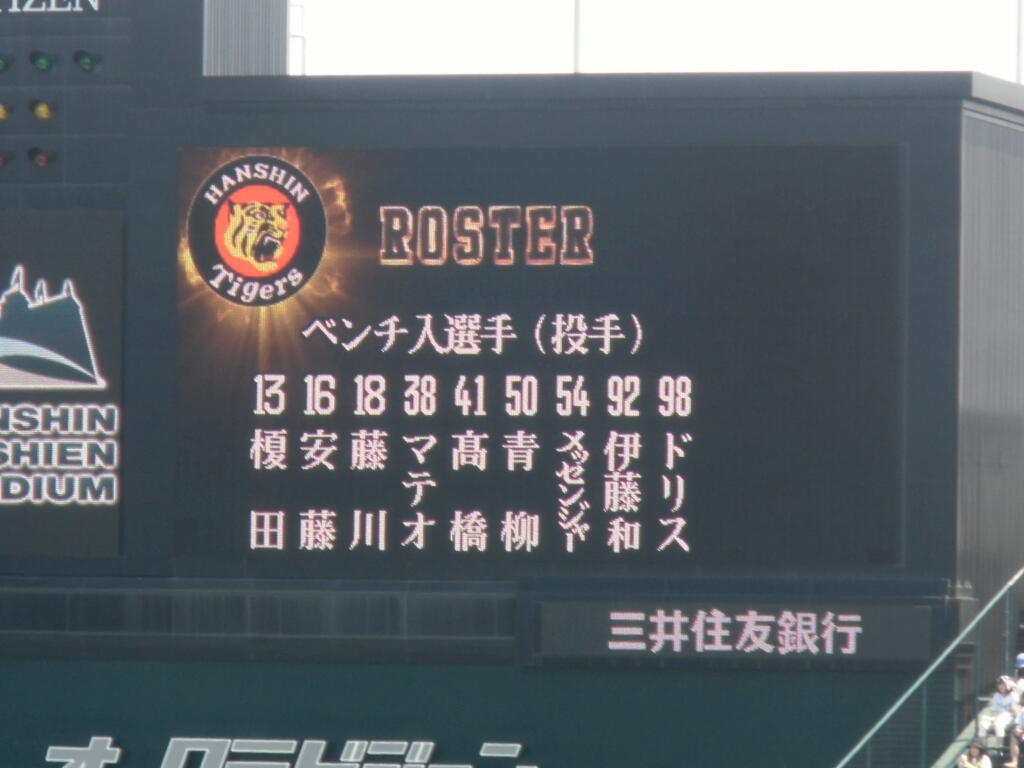 IZEN
HANSHIN
Tigers
ROSTER
ベンチ入選手（投手）
13 16 18 38 41 50 54 92 98
榎田 安藤 藤川 マテオ 髙橋 青柳 メッセンジャー 伊藤和 ドリス
NSHIN
SHIEN
DIUM
三井住友銀行